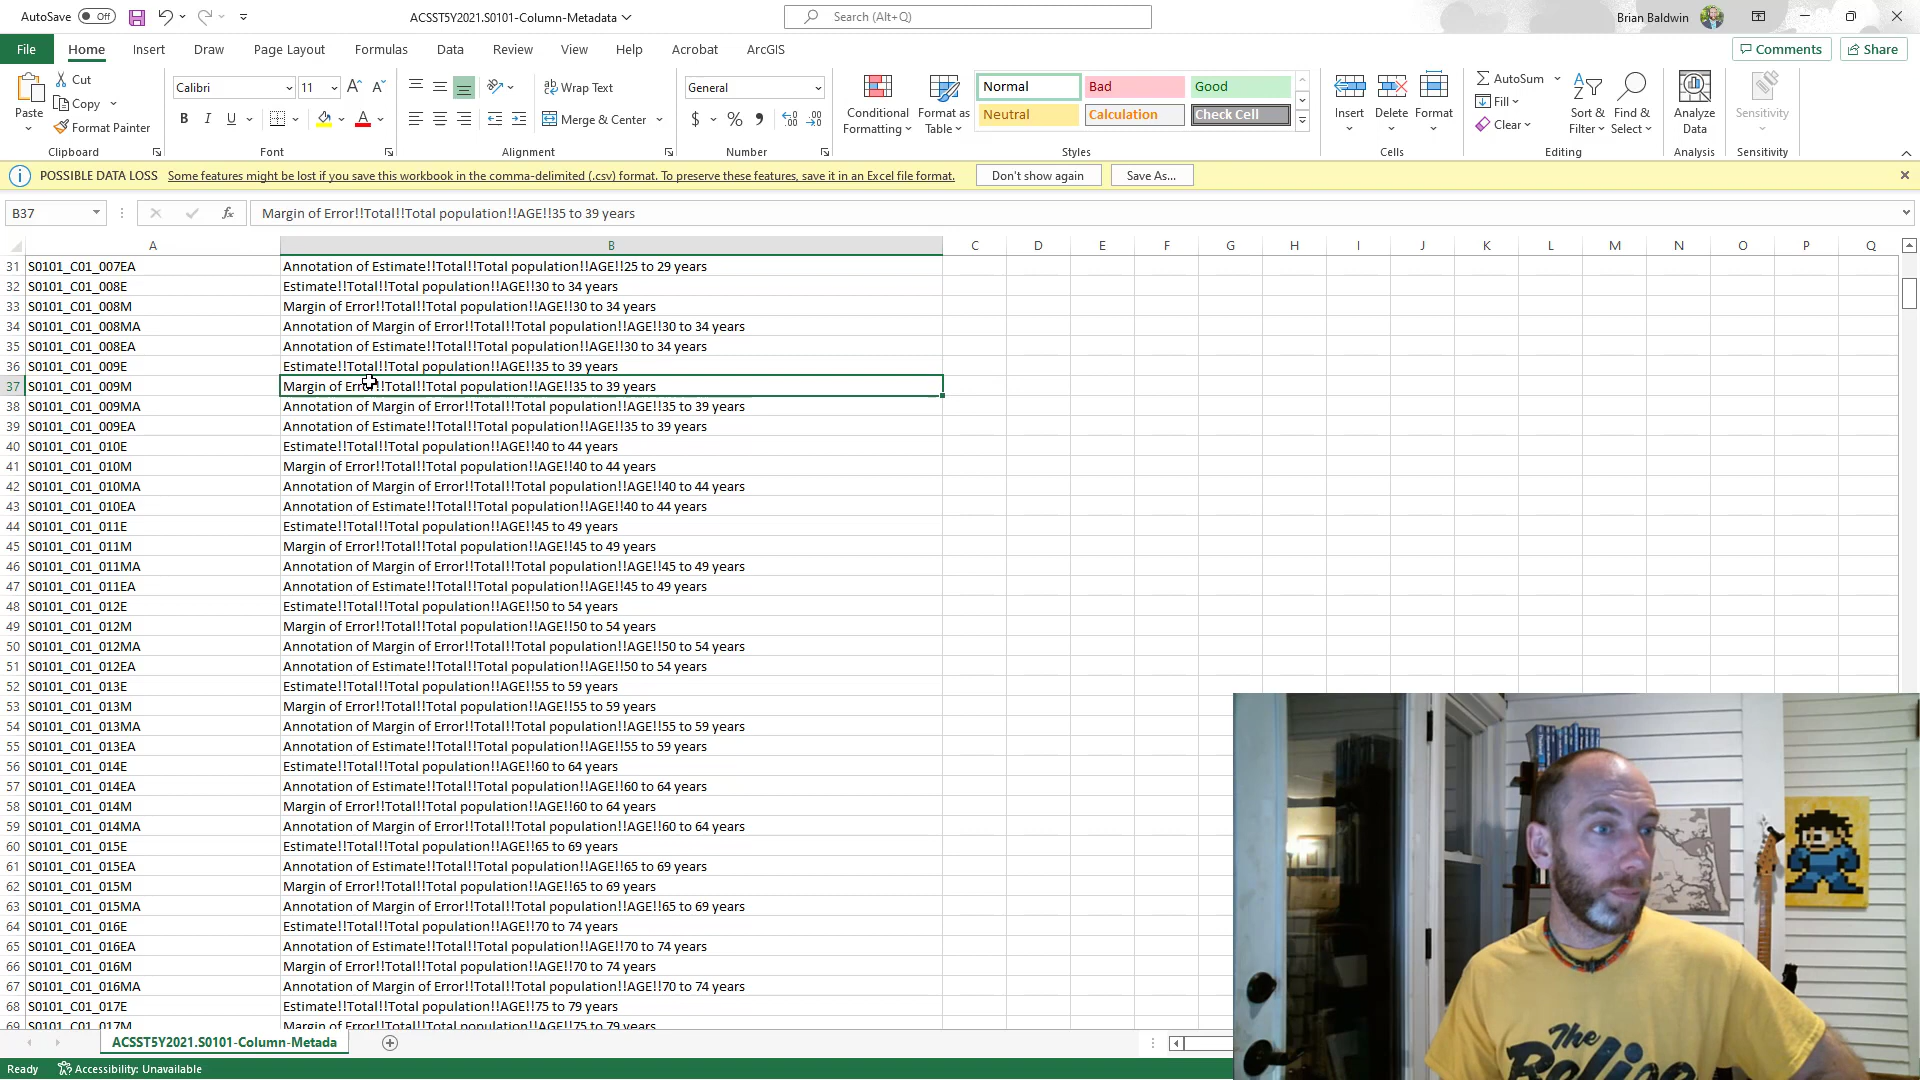 AutoSave Off ACSST5Y2021.S0101-Column-Metadata Search (Alt+Q) Brian Baldwin
File Home Insert Draw Page Layout Formulas Data Review View Help Acrobat ArcGIS Comments Share
Paste Cut Copy Format Painter Clipboard
Calibri 11 B I U A Font
Wrap Text Merge & Center Alignment
General $ % Number
Conditional Formatting Format as Table Normal Bad Good Neutral Calculation Check Cell Styles
Insert Delete Format Cells
AutoSum Fill Clear Sort & Filter Find & Select Editing
Analyze Data Analysis Sensitivity Sensitivity
POSSIBLE DATA LOSS Some features might be lost if you save this workbook in the comma-delimited (.csv) format. To preserve these features, save it in an Excel file format. Don't show again Save As...
B37 fx Margin of Error!!Total!!Total population!!AGE!!35 to 39 years
A B C D E F G H I J K L M N O P Q
31 S0101_C01_007EA Annotation of Estimate!!Total!!Total population!!AGE!!25 to 29 years
32 S0101_C01_008E Estimate!!Total!!Total population!!AGE!!30 to 34 years
33 S0101_C01_008M Margin of Error!!Total!!Total population!!AGE!!30 to 34 years
34 S0101_C01_008MA Annotation of Margin of Error!!Total!!Total population!!AGE!!30 to 34 years
35 S0101_C01_008EA Annotation of Estimate!!Total!!Total population!!AGE!!30 to 34 years
36 S0101_C01_009E Estimate!!Total!!Total population!!AGE!!35 to 39 years
37 S0101_C01_009M Margin of Error!!Total!!Total population!!AGE!!35 to 39 years
38 S0101_C01_009MA Annotation of Margin of Error!!Total!!Total population!!AGE!!35 to 39 years
39 S0101_C01_009EA Annotation of Estimate!!Total!!Total population!!AGE!!35 to 39 years
40 S0101_C01_010E Estimate!!Total!!Total population!!AGE!!40 to 44 years
41 S0101_C01_010M Margin of Error!!Total!!Total population!!AGE!!40 to 44 years
42 S0101_C01_010MA Annotation of Margin of Error!!Total!!Total population!!AGE!!40 to 44 years
43 S0101_C01_010EA Annotation of Estimate!!Total!!Total population!!AGE!!40 to 44 years
44 S0101_C01_011E Estimate!!Total!!Total population!!AGE!!45 to 49 years
45 S0101_C01_011M Margin of Error!!Total!!Total population!!AGE!!45 to 49 years
46 S0101_C01_011MA Annotation of Margin of Error!!Total!!Total population!!AGE!!45 to 49 years
47 S0101_C01_011EA Annotation of Estimate!!Total!!Total population!!AGE!!45 to 49 years
48 S0101_C01_012E Estimate!!Total!!Total population!!AGE!!50 to 54 years
49 S0101_C01_012M Margin of Error!!Total!!Total population!!AGE!!50 to 54 years
50 S0101_C01_012MA Annotation of Margin of Error!!Total!!Total population!!AGE!!50 to 54 years
51 S0101_C01_012EA Annotation of Estimate!!Total!!Total population!!AGE!!50 to 54 years
52 S0101_C01_013E Estimate!!Total!!Total population!!AGE!!55 to 59 years
53 S0101_C01_013M Margin of Error!!Total!!Total population!!AGE!!55 to 59 years
54 S0101_C01_013MA Annotation of Margin of Error!!Total!!Total population!!AGE!!55 to 59 years
55 S0101_C01_013EA Annotation of Estimate!!Total!!Total population!!AGE!!55 to 59 years
56 S0101_C01_014E Estimate!!Total!!Total population!!AGE!!60 to 64 years
57 S0101_C01_014EA Annotation of Estimate!!Total!!Total population!!AGE!!60 to 64 years
58 S0101_C01_014M Margin of Error!!Total!!Total population!!AGE!!60 to 64 years
59 S0101_C01_014MA Annotation of Margin of Error!!Total!!Total population!!AGE!!60 to 64 years
60 S0101_C01_015E Estimate!!Total!!Total population!!AGE!!65 to 69 years
61 S0101_C01_015EA Annotation of Estimate!!Total!!Total population!!AGE!!65 to 69 years
62 S0101_C01_015M Margin of Error!!Total!!Total population!!AGE!!65 to 69 years
63 S0101_C01_015MA Annotation of Margin of Error!!Total!!Total population!!AGE!!65 to 69 years
64 S0101_C01_016E Estimate!!Total!!Total population!!AGE!!70 to 74 years
65 S0101_C01_016EA Annotation of Estimate!!Total!!Total population!!AGE!!70 to 74 years
66 S0101_C01_016M Margin of Error!!Total!!Total population!!AGE!!70 to 74 years
67 S0101_C01_016MA Annotation of Margin of Error!!Total!!Total population!!AGE!!70 to 74 years
68 S0101_C01_017E Estimate!!Total!!Total population!!AGE!!75 to 79 years
69 S0101_C01_017M Margin of Error!!Total!!Total population!!AGE!!75 to 79 years
The
ACSST5Y2021.S0101-Column-Metada
Ready Accessibility: Unavailable